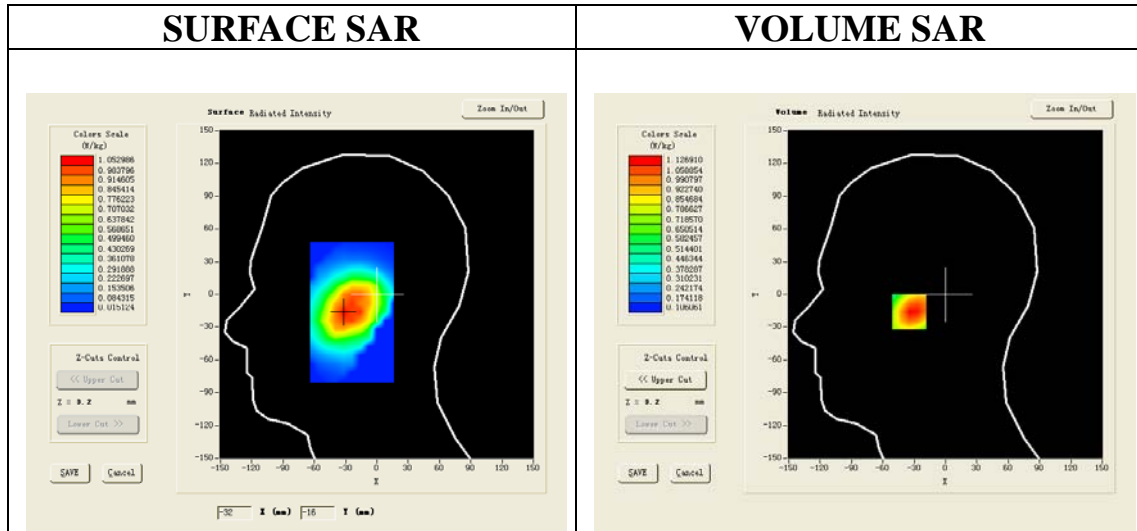 SURFACE SAR
VOLUME SAR
Surface Radiated Intensity
Zoom In/Out
Colors Scale
(W/kg)
1.052986
0.983796
0.914605
0.845414
0.776223
0.707032
0.637842
0.568651
0.499460
0.430269
0.361078
0.291888
0.222697
0.153506
0.084315
0.015124
150
120
90
60
30
0
-30
-60
-90
-120
-150
Y
-150 -120 -90 -60 -30 0 30 60 90 120 150
X
Z-Cuts Control
<< Upper Cut
Z = 0.2 mm
Lower Cut >>
SAVE
Cancel
-32 X (mm) -16 Y (mm)
Volume Radiated Intensity
Zoom In/Out
Colors Scale
(W/kg)
1.126910
1.058854
0.990797
0.922740
0.854684
0.786627
0.718570
0.650514
0.582457
0.514401
0.446344
0.378287
0.310231
0.242174
0.174118
0.106061
150
120
90
60
30
0
-30
-60
-90
-120
-150
Y
-150 -120 -90 -60 -30 0 30 60 90 120 150
X
Z-Cuts Control
<< Upper Cut
Z = 0.2 mm
Lower Cut >>
SAVE
Cancel